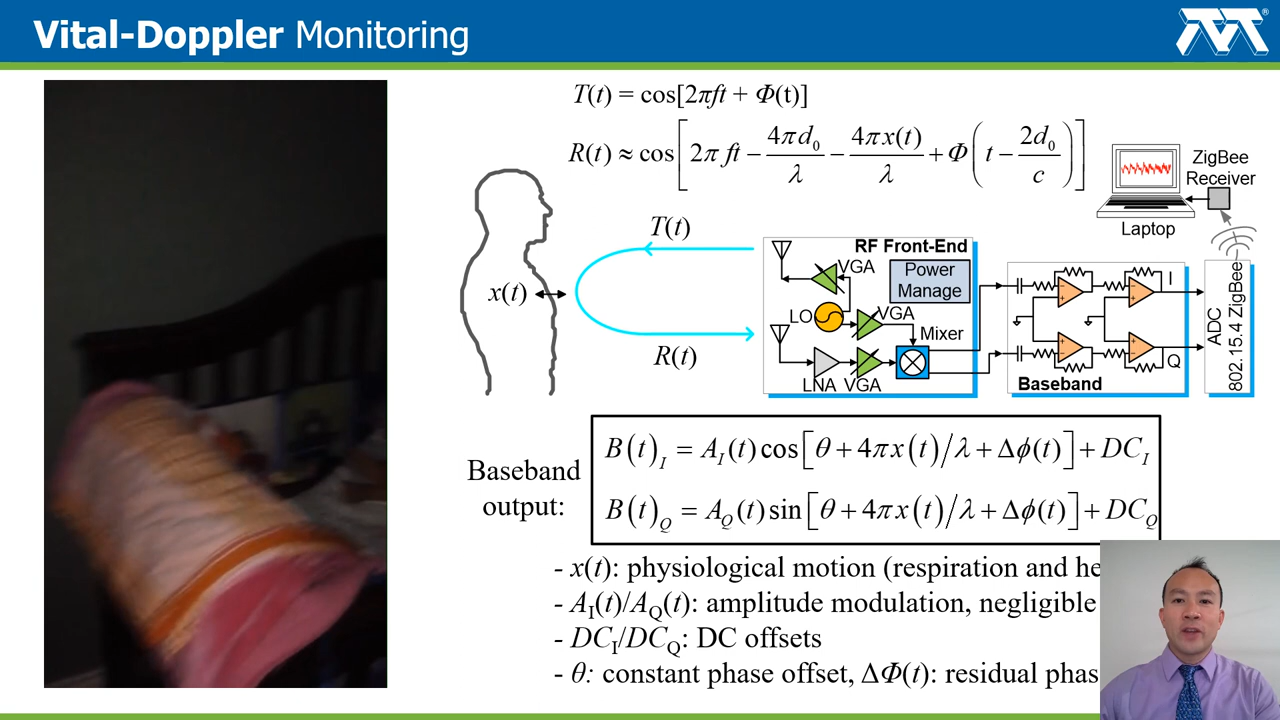 Vital-Doppler Monitoring
®
T(t) = cos[2πft + Φ(t)]
R(t) ≈ cos[2π ft − 4πd₀/λ − 4πx(t)/λ + Φ(t − 2d₀/c)]
ZigBee
Receiver
Laptop
T(t)
x(t)
R(t)
RF Front-End
VGA
Power
Manage
LO
VGA
Mixer
LNA VGA
I
Q
Baseband
ADC
802.15.4 ZigBee
Baseband
output:
B(t)_I = A_I(t)cos[θ + 4πx(t)/λ + Δϕ(t)] + DC_I
B(t)_Q = A_Q(t)sin[θ + 4πx(t)/λ + Δϕ(t)] + DC_Q
- x(t): physiological motion (respiration and he
- A_I(t)/A_Q(t): amplitude modulation, negligible
- DC_I/DC_Q: DC offsets
- θ: constant phase offset, ΔΦ(t): residual phas